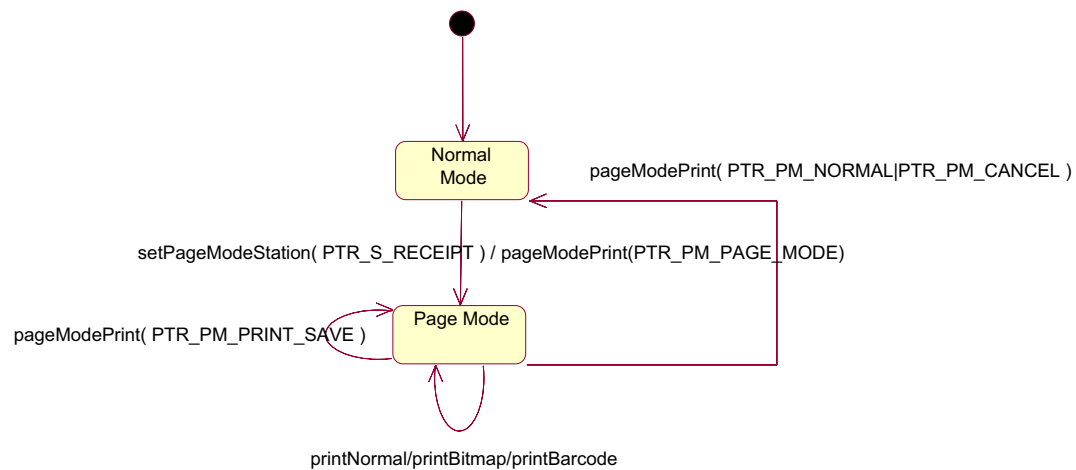 Normal
Mode
pageModePrint( PTR_PM_NORMAL|PTR_PM_CANCEL )
setPageModeStation( PTR_S_RECEIPT ) / pageModePrint(PTR_PM_PAGE_MODE)
Page Mode
pageModePrint( PTR_PM_PRINT_SAVE )
printNormal/printBitmap/printBarcode